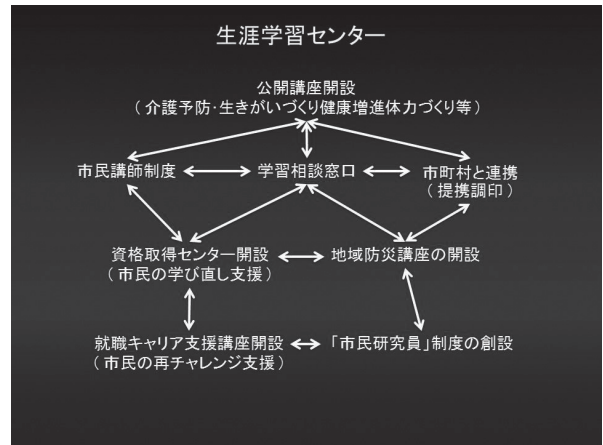 生涯学習センター
公開講座開設
(介護予防・生きがいづくり健康増進体力づくり等)
市民講師制度
学習相談窓口
市町村と連携
(提携調印)
資格取得センター開設
(市民の学び直し支援)
地域防災講座の開設
就職キャリア支援講座開設
(市民の再チャレンジ支援)
「市民研究員」制度の創設